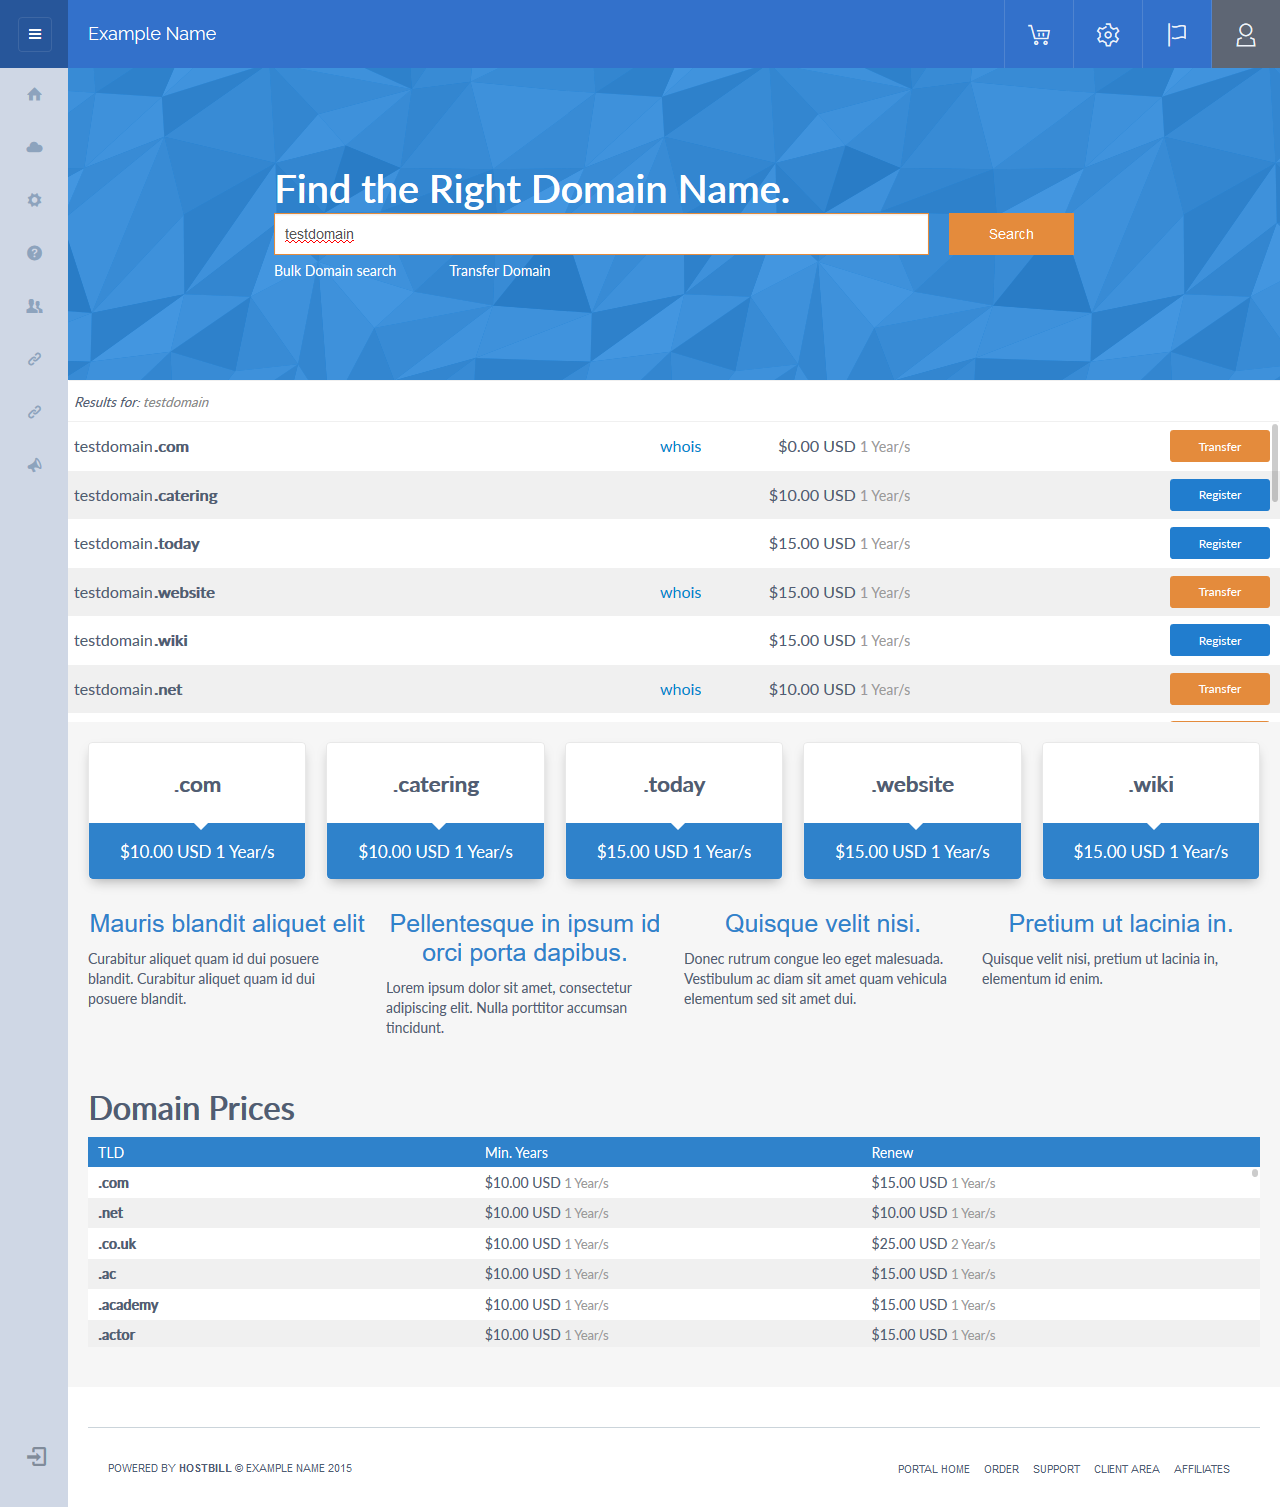 Example Name
Find the Right Domain Name.
testdomain
Search
Bulk Domain search Transfer Domain
Results for: testdomain
testdomain.com whois $0.00 USD 1 Year/s Transfer
testdomain.catering $10.00 USD 1 Year/s Register
testdomain.today $15.00 USD 1 Year/s Register
testdomain.website whois $15.00 USD 1 Year/s Transfer
testdomain.wiki $15.00 USD 1 Year/s Register
testdomain.net whois $10.00 USD 1 Year/s Transfer
.com .catering .today .website .wiki
$10.00 USD 1 Year/s $10.00 USD 1 Year/s $15.00 USD 1 Year/s $15.00 USD 1 Year/s $15.00 USD 1 Year/s
Mauris blandit aliquet elit
Curabitur aliquet quam id dui posuere
blandit. Curabitur aliquet quam id dui
posuere blandit.
Pellentesque in ipsum id
orci porta dapibus.
Lorem ipsum dolor sit amet, consectetur
adipiscing elit. Nulla porttitor accumsan
tincidunt.
Quisque velit nisi.
Donec rutrum congue leo eget malesuada.
Vestibulum ac diam sit amet quam vehicula
elementum sed sit amet dui.
Pretium ut lacinia in.
Quisque velit nisi, pretium ut lacinia in,
elementum id enim.
Domain Prices
TLD Min. Years Renew
.com $10.00 USD 1 Year/s $15.00 USD 1 Year/s
.net $10.00 USD 1 Year/s $10.00 USD 1 Year/s
.co.uk $10.00 USD 1 Year/s $25.00 USD 2 Year/s
.ac $10.00 USD 1 Year/s $15.00 USD 1 Year/s
.academy $10.00 USD 1 Year/s $15.00 USD 1 Year/s
.actor $10.00 USD 1 Year/s $15.00 USD 1 Year/s
POWERED BY HOSTBILL © EXAMPLE NAME 2015
PORTAL HOME ORDER SUPPORT CLIENT AREA AFFILIATES